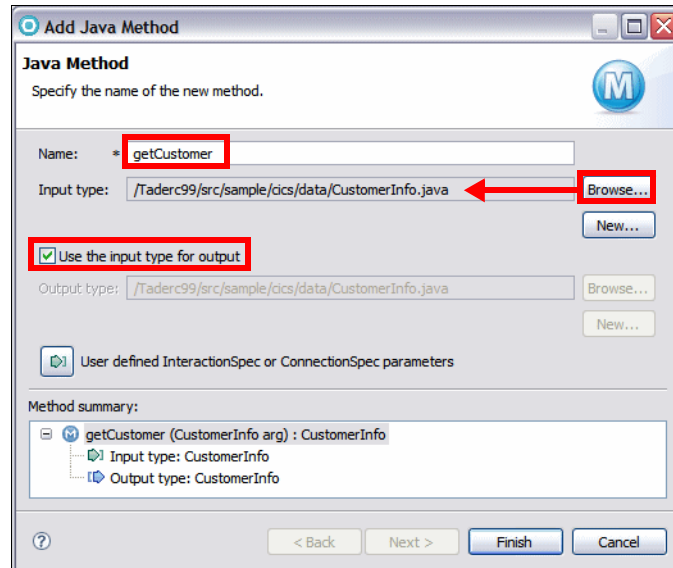 Add Java Method
Java Method
Specify the name of the new method.
M
Name: * getCustomer
Input type: /Taderc99/src/sample/cics/data/CustomerInfo.java Browse...
New...
Use the input type for output
Output type: /Taderc99/src/sample/cics/data/CustomerInfo.java Browse...
New...
User defined InteractionSpec or ConnectionSpec parameters
Method summary:
M getCustomer (CustomerInfo arg) : CustomerInfo
Input type: CustomerInfo
Output type: CustomerInfo
? < Back Next > Finish Cancel